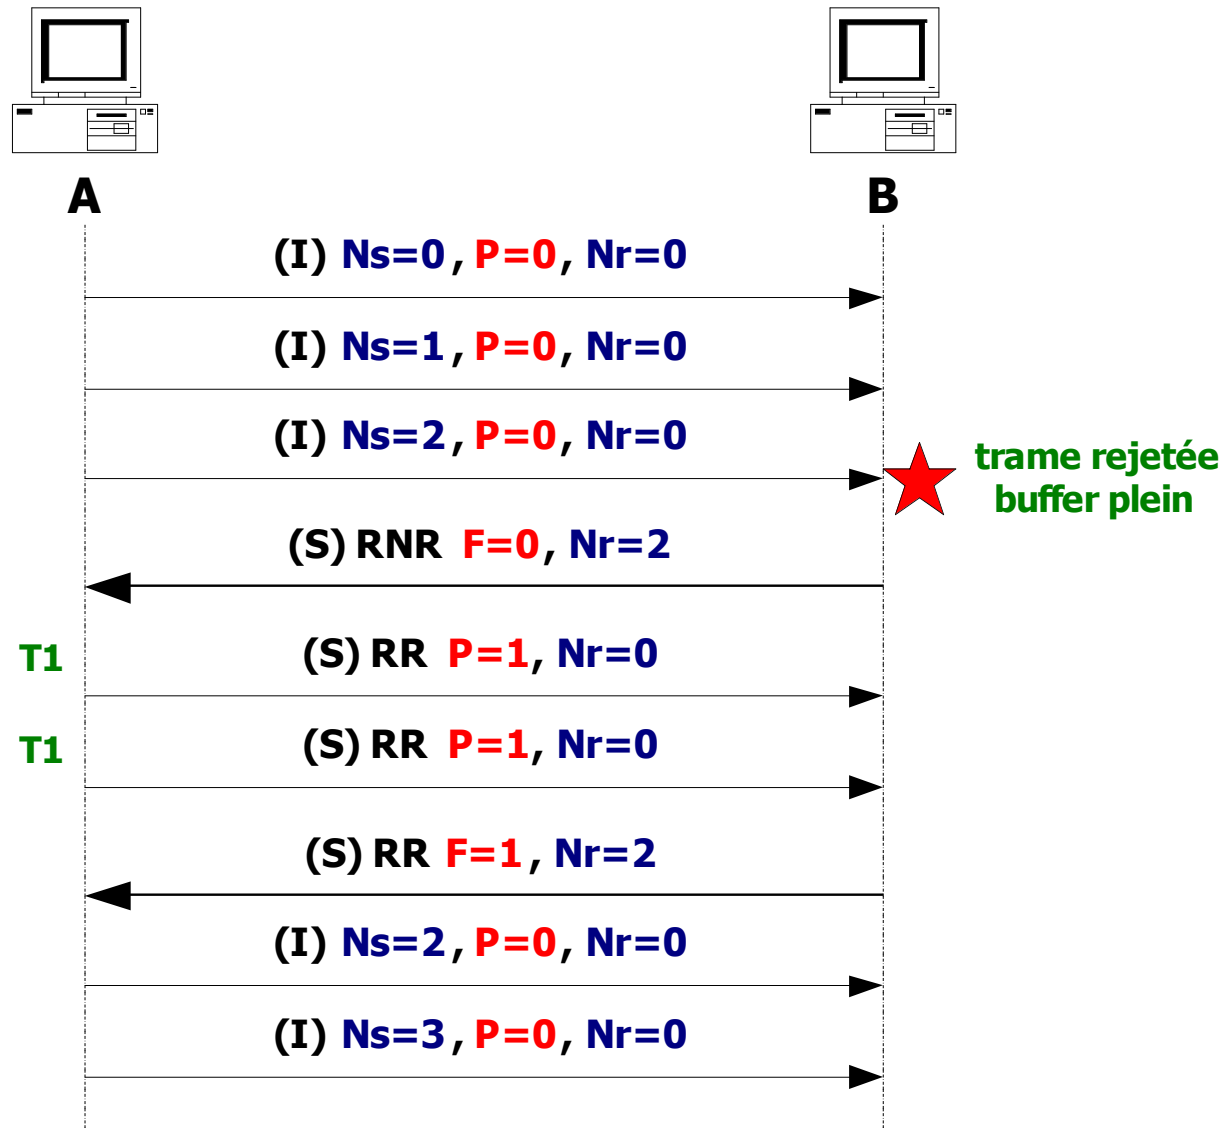 A
B
(I) Ns=0, P=0, Nr=0
(I) Ns=1, P=0, Nr=0
(I) Ns=2, P=0, Nr=0
trame rejetée
buffer plein
(S) RNR F=0, Nr=2
T1
(S) RR P=1, Nr=0
T1
(S) RR P=1, Nr=0
(S) RR F=1, Nr=2
(I) Ns=2, P=0, Nr=0
(I) Ns=3, P=0, Nr=0